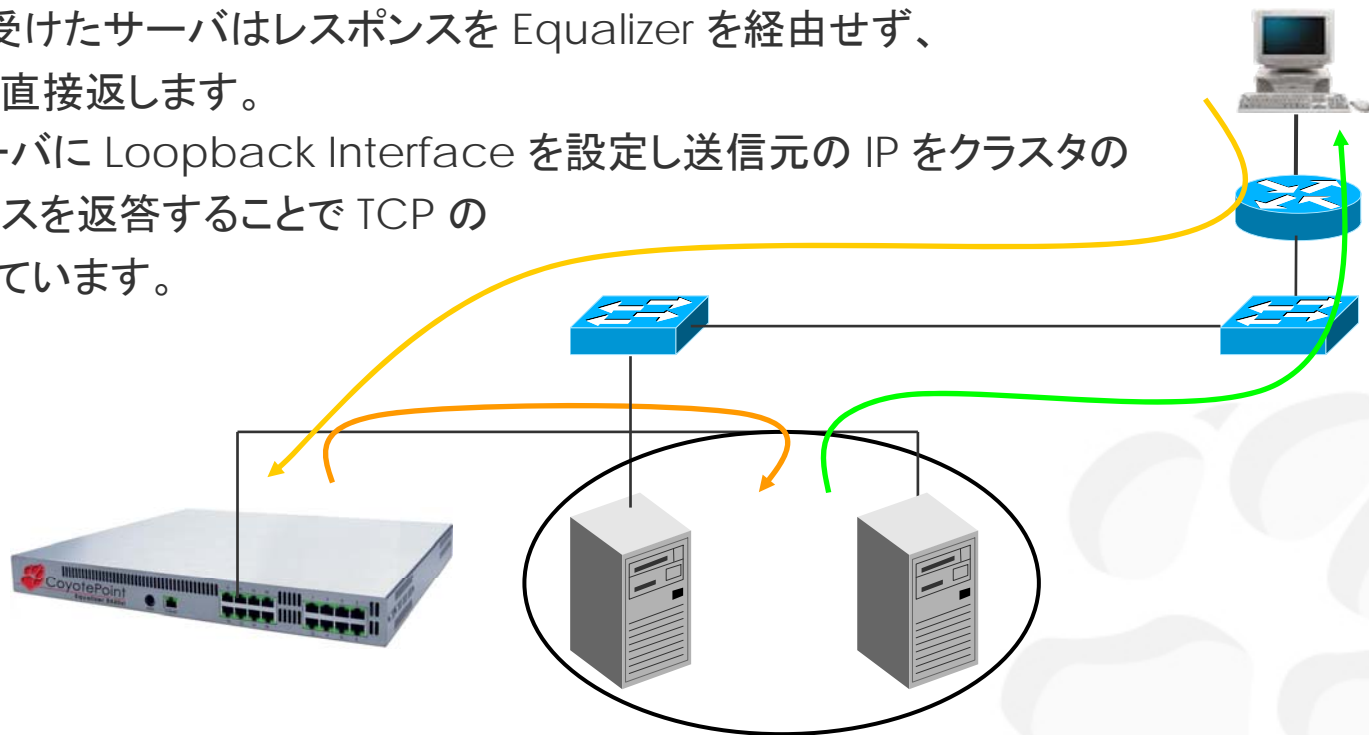 受けたサーバはレスポンスを Equalizer を経由せず、
直接返します。
ーバに Loopback Interface を設定し送信元の IP をクラスタの
スを返答することで TCP の
ています。
CoyotePoint